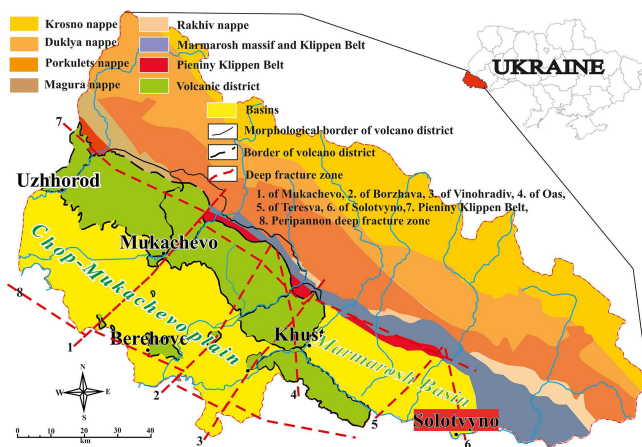 Krosno nappe
Duklya nappe
Porkulets nappe
Magura nappe
Rakhiv nappe
Marmarosh massif and Klippen Belt
Pieniny Klippen Belt
Volcanic district
Basins
Morphological border of volcano district
Border of volcano district
Deep fracture zone
1. of Mukachevo, 2. of Borzhava, 3. of Vinohradiv, 4. of Oas,
5. of Teresva, 6. of Solotvyno,7. Pieniny Klippen Belt,
8. Peripannon deep fracture zone
UKRAINE
7
Uzhhorod
Mukachevo
Chop-Mukachevo plain
8
Berehove
Khust
Marmarosh Basin
Solotvyno
1
2
3
4
5
6
N
W E
S
0 20 40
km